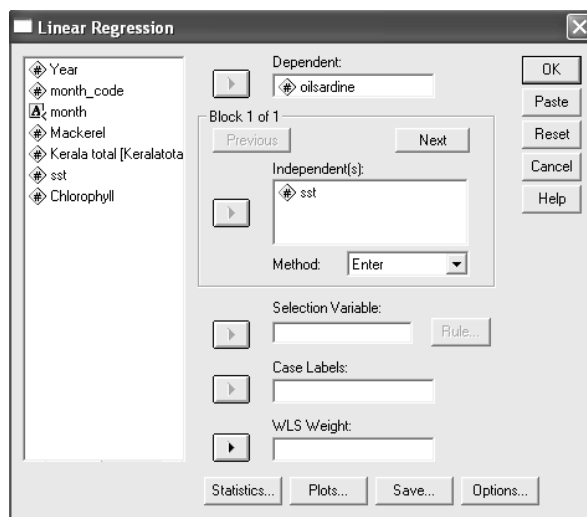 Linear Regression
Year
month_code
month
Mackerel
Kerala total [Keralatota
sst
Chlorophyll
Dependent:
oilsardine
Block 1 of 1
Previous
Next
Independent(s):
sst
Method:
Enter
Selection Variable:
Rule...
Case Labels:
WLS Weight:
Statistics...
Plots...
Save...
Options...
OK
Paste
Reset
Cancel
Help